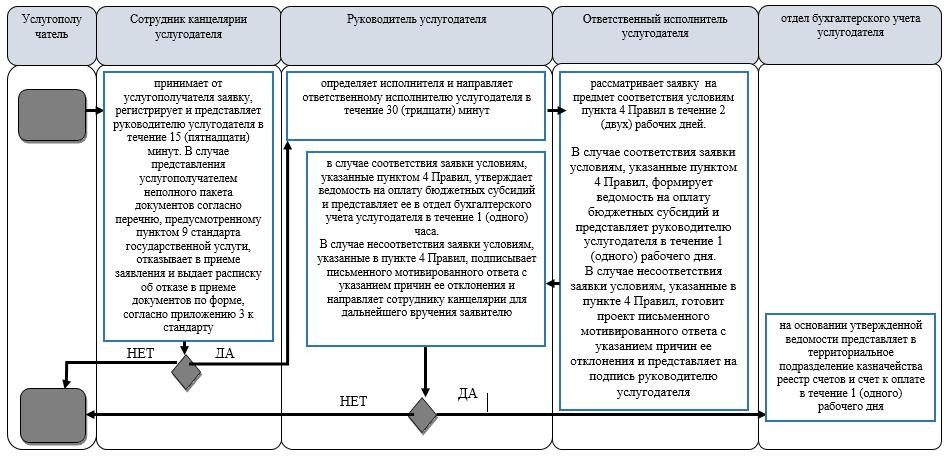 Услугополу
чатель
Сотрудник канцелярии
услугодателя
Руководитель услугодателя
Ответственный исполнитель
услугодателя
отдел бухгалтерского учета
услугодателя
принимает от
услугополучателя заявку,
регистрирует и представляет
руководителю услугодателя в
течение 15 (пятнадцати)
минут. В случае
представления
услугополучателем
неполного пакета
документов согласно
перечню, предусмотренному
пунктом 9 стандарта
государственной услуги,
отказывает в приеме
заявления и выдает расписку
об отказе в приеме
документов по форме,
согласно приложению 3 к
стандарту
НЕТ
ДА
определяет исполнителя и направляет
ответственному исполнителю услугодателя в
течение 30 (тридцати) минут
в случае соответствия заявки условиям,
указанные пунктом 4 Правил, утверждает
ведомость на оплату бюджетных субсидий
и представляет ее в отдел бухгалтерского
учета услугодателя в течение 1 (одного)
часа.
В случае несоответствия заявки условиям,
указанные в пункте 4 Правил, подписывает
письменного мотивированного ответа с
указанием причин ее отклонения и
направляет сотруднику канцелярии для
дальнейшего вручения заявителю
НЕТ
ДА
рассматривает заявку на
предмет соответствия условиям
пункта 4 Правил в течение 2
(двух) рабочих дней.
В случае соответствия заявки
условиям, указанные пунктом
4 Правил, формирует
ведомость на оплату
бюджетных субсидий и
представляет руководителю
услугодателя в течение 1
(одного) рабочего дня.
В случае несоответствия
заявки условиям, указанные в
пункте 4 Правил, готовит
проект письменного
мотивированного ответа с
указанием причин ее
отклонения и представляет на
подпись руководителю
услугодателя
на основании утвержденной
ведомости представляет в
территориальное
подразделение казначейства
реестр счетов и счет к оплате
в течение 1 (одного)
рабочего дня